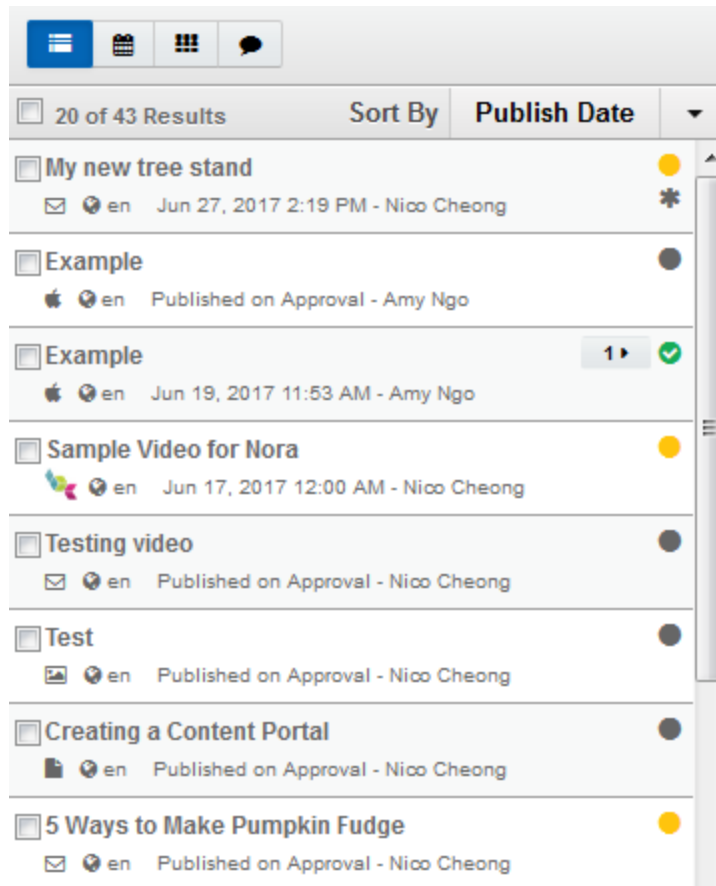 20 of 43 Results Sort By Publish Date
My new tree stand
en Jun 27, 2017 2:19 PM - Nico Cheong
Example
en Published on Approval - Amy Ngo
Example 1
en Jun 19, 2017 11:53 AM - Amy Ngo
Sample Video for Nora
en Jun 17, 2017 12:00 AM - Nico Cheong
Testing video
en Published on Approval - Nico Cheong
Test
en Published on Approval - Nico Cheong
Creating a Content Portal
en Published on Approval - Nico Cheong
5 Ways to Make Pumpkin Fudge
en Published on Approval - Nico Cheong